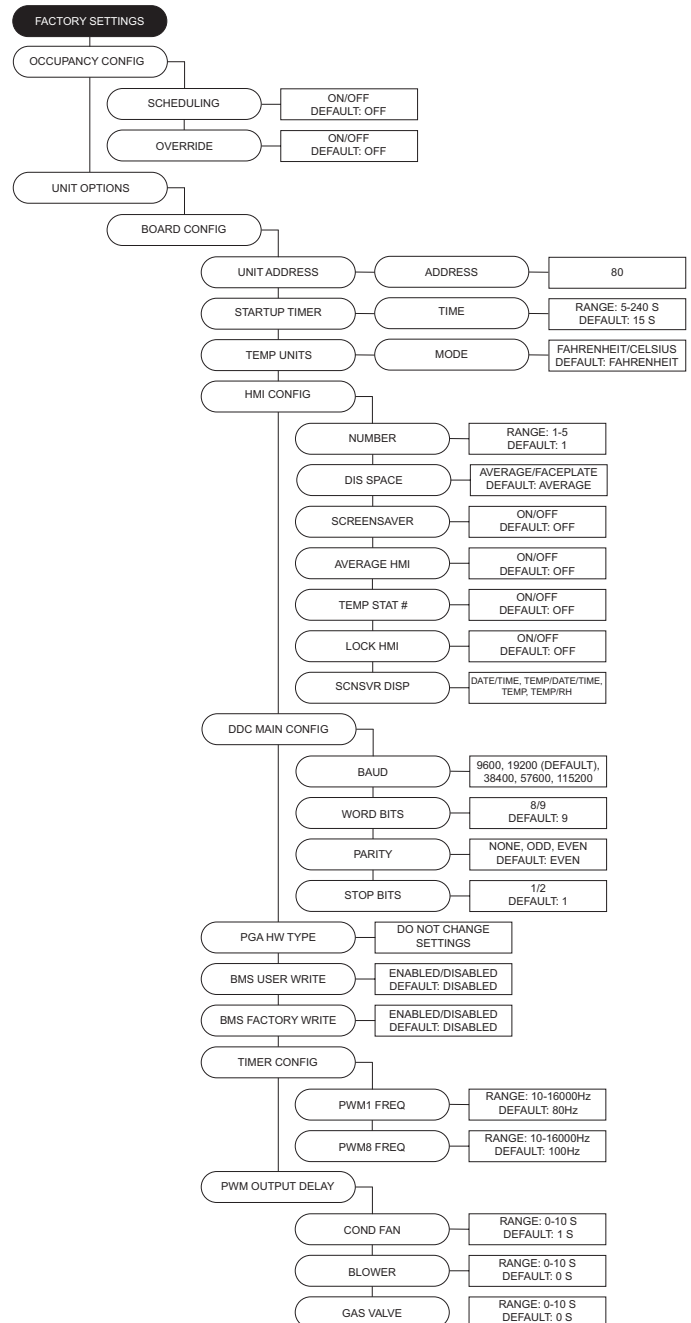 FACTORY SETTINGS
OCCUPANCY CONFIG
SCHEDULING
ON/OFF
DEFAULT: OFF
OVERRIDE
ON/OFF
DEFAULT: OFF
UNIT OPTIONS
BOARD CONFIG
UNIT ADDRESS
ADDRESS
80
STARTUP TIMER
TIME
RANGE: 5-240 S
DEFAULT: 15 S
TEMP UNITS
MODE
FAHRENHEIT/CELSIUS
DEFAULT: FAHRENHEIT
HMI CONFIG
NUMBER
RANGE: 1-5
DEFAULT: 1
DIS SPACE
AVERAGE/FACEPLATE
DEFAULT: AVERAGE
SCREENSAVER
ON/OFF
DEFAULT: OFF
AVERAGE HMI
ON/OFF
DEFAULT: OFF
TEMP STAT #
ON/OFF
DEFAULT: OFF
LOCK HMI
ON/OFF
DEFAULT: OFF
SCNSVR DISP
DATE/TIME, TEMP/DATE/TIME,
TEMP, TEMP/RH
DDC MAIN CONFIG
BAUD
9600, 19200 (DEFAULT),
38400, 57600, 115200
WORD BITS
8/9
DEFAULT: 9
PARITY
NONE, ODD, EVEN
DEFAULT: EVEN
STOP BITS
1/2
DEFAULT: 1
PGA HW TYPE
DO NOT CHANGE
SETTINGS
BMS USER WRITE
ENABLED/DISABLED
DEFAULT: DISABLED
BMS FACTORY WRITE
ENABLED/DISABLED
DEFAULT: DISABLED
TIMER CONFIG
PWM1 FREQ
RANGE: 10-16000Hz
DEFAULT: 80Hz
PWM8 FREQ
RANGE: 10-16000Hz
DEFAULT: 100Hz
PWM OUTPUT DELAY
COND FAN
RANGE: 0-10 S
DEFAULT: 1 S
BLOWER
RANGE: 0-10 S
DEFAULT: 0 S
GAS VALVE
RANGE: 0-10 S
DEFAULT: 0 S